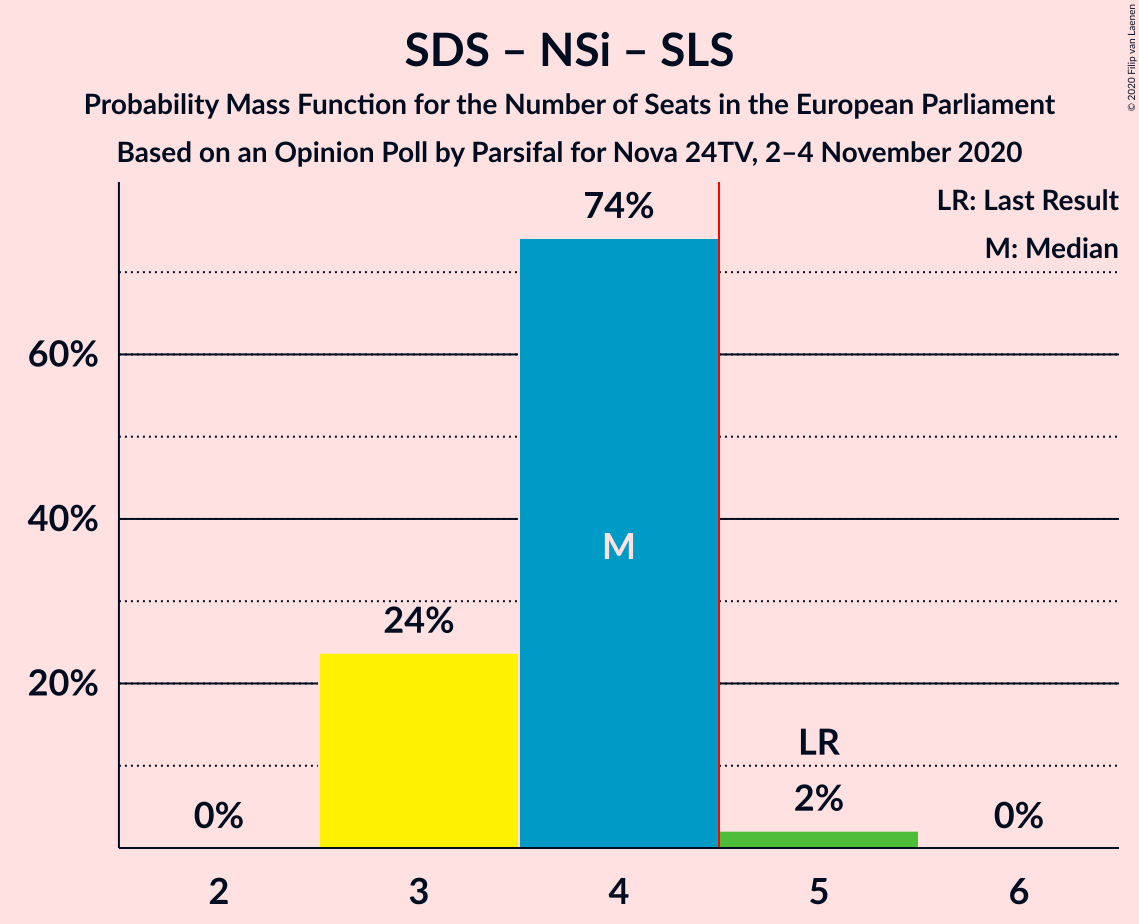 SDS – NSi – SLS
Probability Mass Function for the Number of Seats in the European Parliament
Based on an Opinion Poll by Parsifal for Nova 24TV, 2–4 November 2020
© 2020 Filip van Laenen
LR: Last Result
M: Median
74%
60%
40%
M
24%
20%
LR
0%
2%
0%
2 3 4 5 6